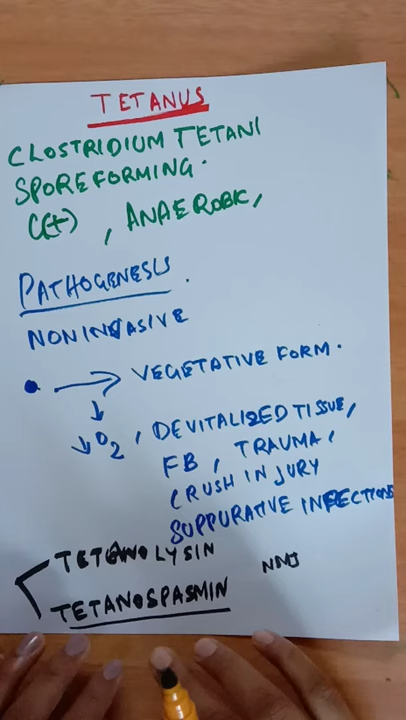 TETANUS
CLOSTRIDIUM TETANI
SPOREFORMING.
G(+), ANAEROBIC,
PATHOGENESIS.
NONINVASIVE
→ VEGETATIVE FORM.
↓
↓O2, DEVITALIZED TISSUE,
FB, TRAUMA,
CRUSH INJURY
SUPPURATIVE INFECTIONS
TETANOLYSIN
NMJ
TETANOSPASMIN